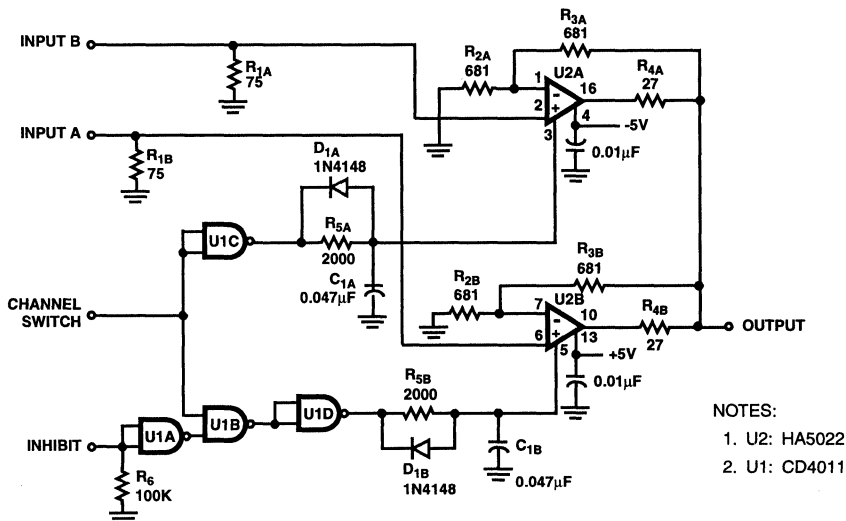 INPUT B
R1A
75
INPUT A
R1B
75
R2A
681
R3A
681
U2A
1
2
3
16
4
R4A
27
-5V
0.01μF
D1A
1N4148
U1C
R5A
2000
C1A
0.047μF
CHANNEL
SWITCH
R2B
681
R3B
681
U2B
7
6
5
10
13
R4B
27
OUTPUT
+5V
0.01μF
INHIBIT
U1A
U1B
U1D
R6
100K
R5B
2000
D1B
1N4148
C1B
0.047μF
NOTES:
1. U2: HA5022
2. U1: CD4011